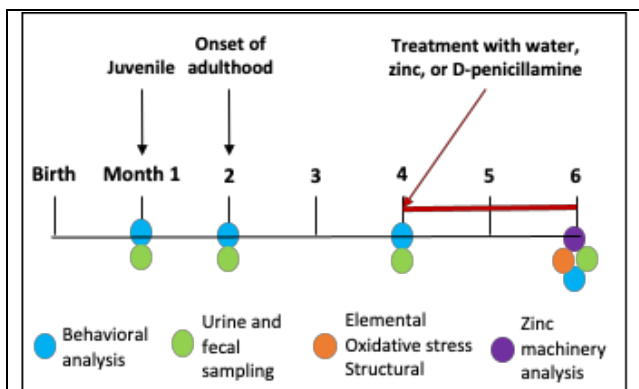 Onset of
adulthood
Treatment with water,
zinc, or D-penicillamine
Juvenile
Birth Month 1 2 3 4 5 6
Behavioral
analysis
Urine and
fecal
sampling
Elemental
Oxidative stress
Structural
Zinc
machinery
analysis